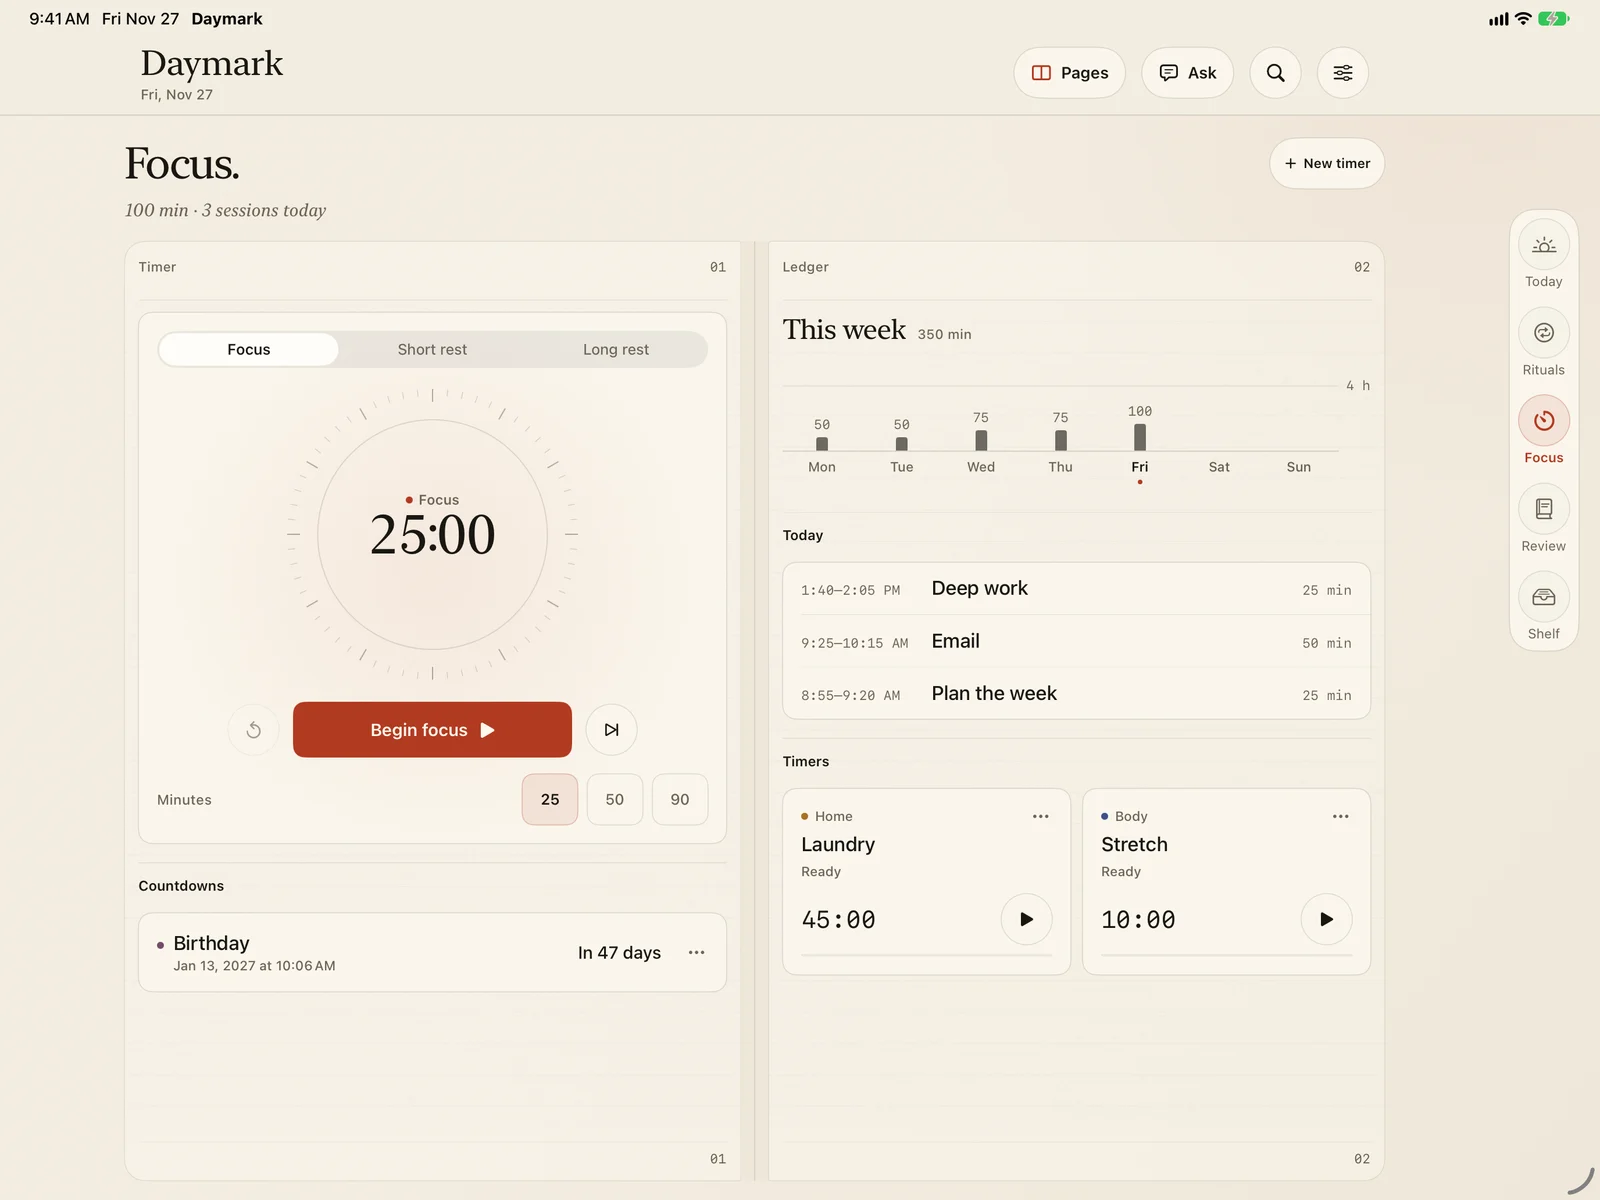 9:41 AM Fri Nov 27 Daymark
Daymark
Fri, Nov 27
Pages
Ask
Focus.
100 min · 3 sessions today
+ New timer
Timer 01
Focus Short rest Long rest
Focus
25:00
Begin focus
Minutes 25 50 90
Countdowns
Birthday
Jan 13, 2027 at 10:06 AM
In 47 days
01
Ledger 02
This week 350 min
4 h
50 50 75 75 100
Mon Tue Wed Thu Fri Sat Sun
Today
1:40–2:05 PM Deep work 25 min
9:25–10:15 AM Email 50 min
8:55–9:20 AM Plan the week 25 min
Timers
Home
Laundry
Ready
45:00
Body
Stretch
Ready
10:00
02
Today
Rituals
Focus
Review
Shelf